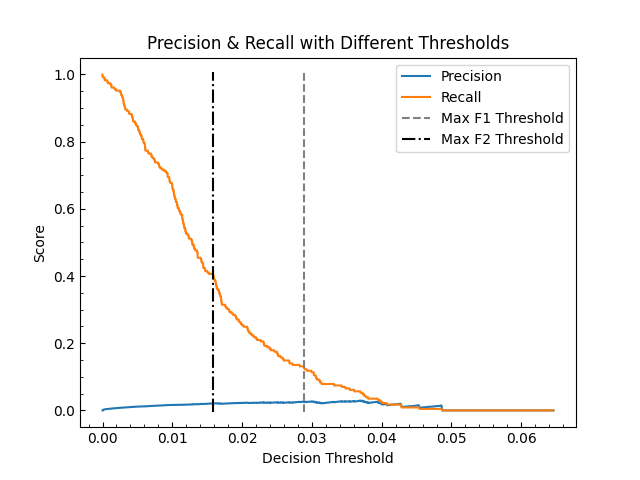 Precision & Recall with Different Thresholds
Precision
Recall
Max F1 Threshold
Max F2 Threshold
1.0
0.8
0.6
0.4
0.2
0.0
Score
0.00 0.01 0.02 0.03 0.04 0.05 0.06
Decision Threshold